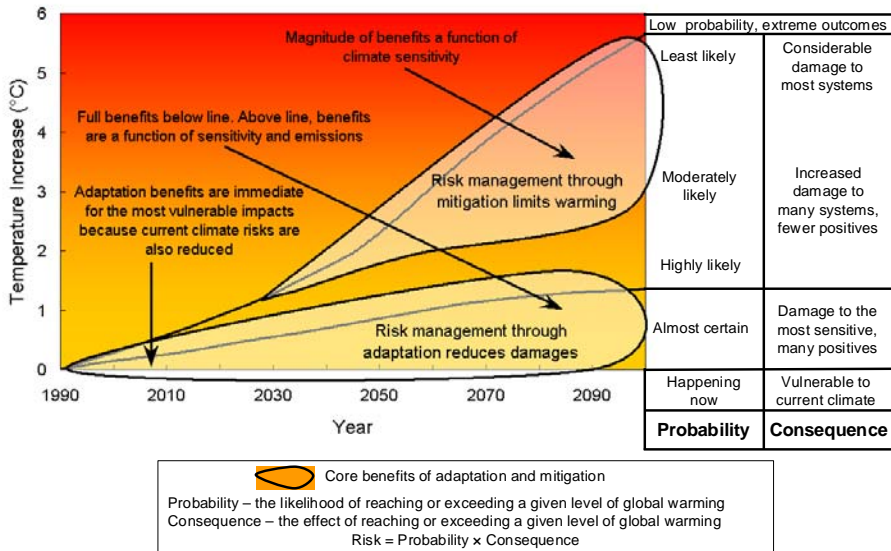 6
5
4
3
2
1
0
Temperature Increase (°C)
1990
2010
2030
2050
2070
2090
Year
Magnitude of benefits a function of
climate sensitivity
Full benefits below line. Above line, benefits
are a function of sensitivity and emissions
Adaptation benefits are immediate
for the most vulnerable impacts
because current climate risks are
also reduced
Risk management through
mitigation limits warming
Risk management through
adaptation reduces damages
Low probability, extreme outcomes
Least likely
Considerable
damage to
most systems
Moderately
likely
Increased
damage to
many systems,
fewer positives
Highly likely
Almost certain
Damage to the
most sensitive,
many positives
Happening
now
Vulnerable to
current climate
Probability
Consequence
Core benefits of adaptation and mitigation
Probability – the likelihood of reaching or exceeding a given level of global warming
Consequence – the effect of reaching or exceeding a given level of global warming
Risk = Probability × Consequence